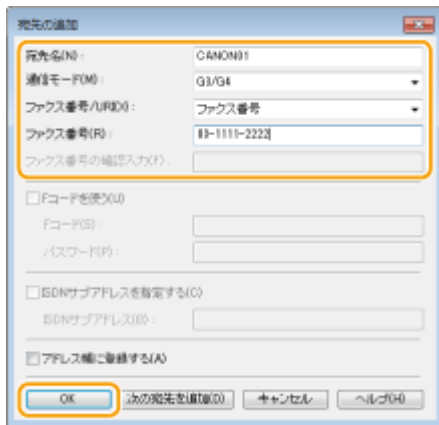 宛先の追加
宛先名(N): CANON01
通信モード(M): G3/G4
ファクス番号/URI(X): ファクス番号
ファクス番号(R): 03-1111-2222
ファクス番号の確認入力(F):
Fコードを使う(U)
Fコード(S):
パスワード(P):
ISDNサブアドレスを指定する(C)
ISDNサブアドレス(B):
アドレス帳に登録する(A)
OK 次の宛先を追加(D) キャンセル ヘルプ(H)